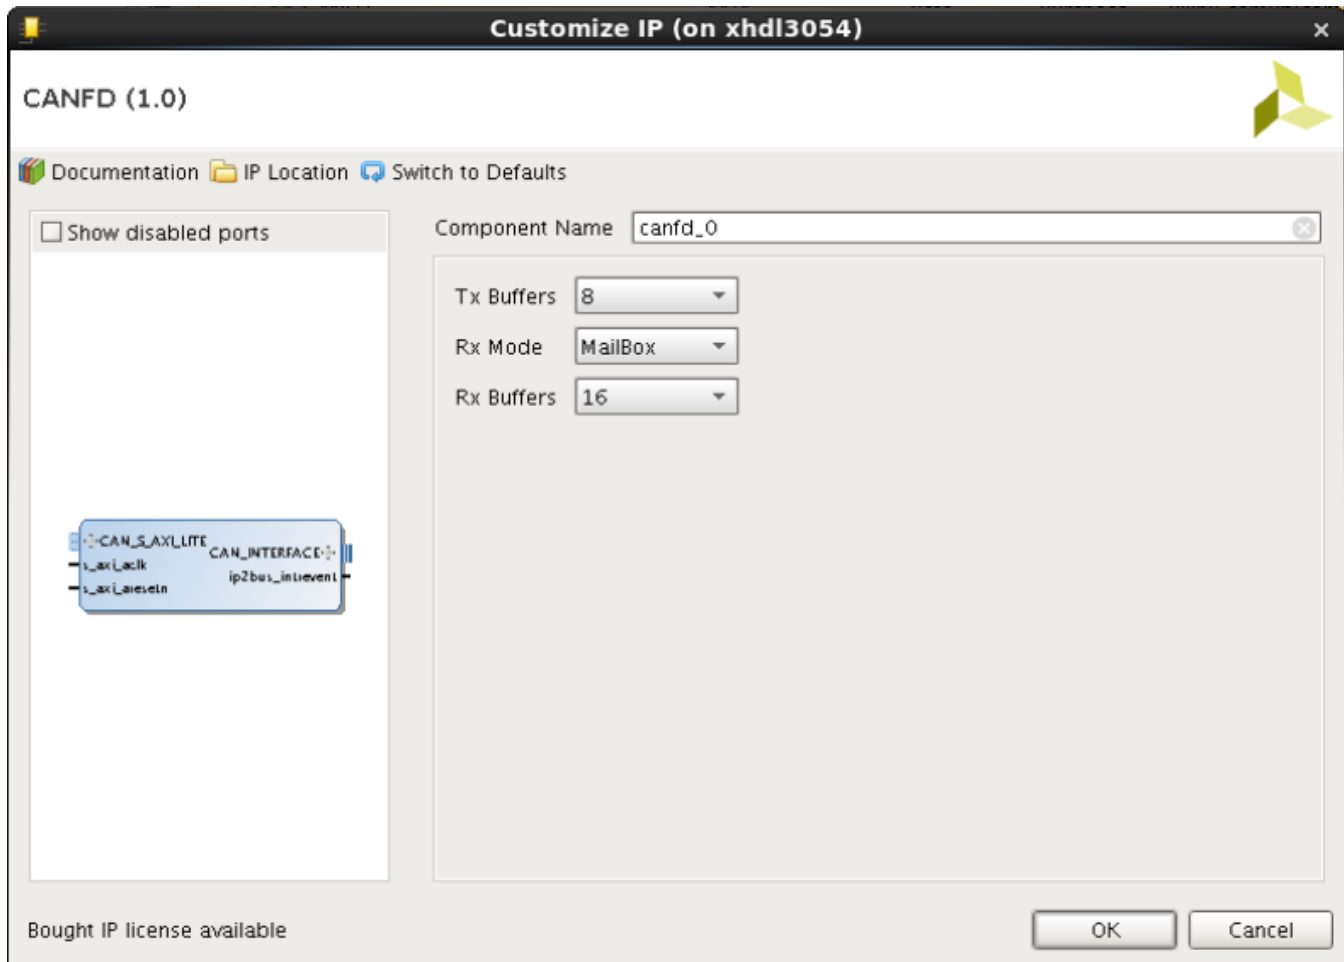 Customize IP (on xhdl3054)
CANFD (1.0)
Documentation IP Location Switch to Defaults
Show disabled ports
Component Name canfd_0
Tx Buffers 8
Rx Mode MailBox
Rx Buffers 16
CAN_S_AXI_LITE
CAN_INTERFACE
s_axi_aclk
ip2bus_intrevent
s_axi_aresetn
Bought IP license available
OK Cancel